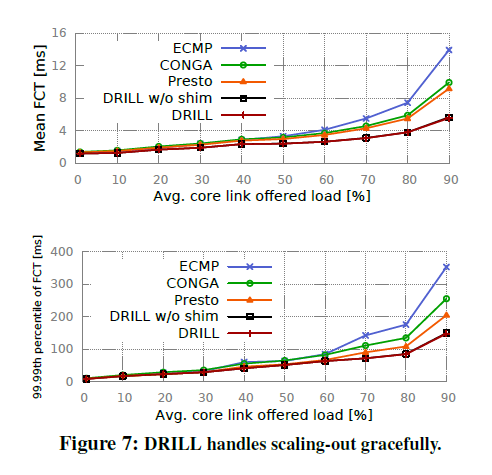 16
12
8
4
0
Mean FCT [ms]
ECMP
CONGA
Presto
DRILL w/o shim
DRILL
0 10 20 30 40 50 60 70 80 90
Avg. core link offered load [%]
400
300
200
100
0
99.99th percentile of FCT [ms]
ECMP
CONGA
Presto
DRILL w/o shim
DRILL
0 10 20 30 40 50 60 70 80 90
Avg. core link offered load [%]
Figure 7: DRILL handles scaling-out gracefully.